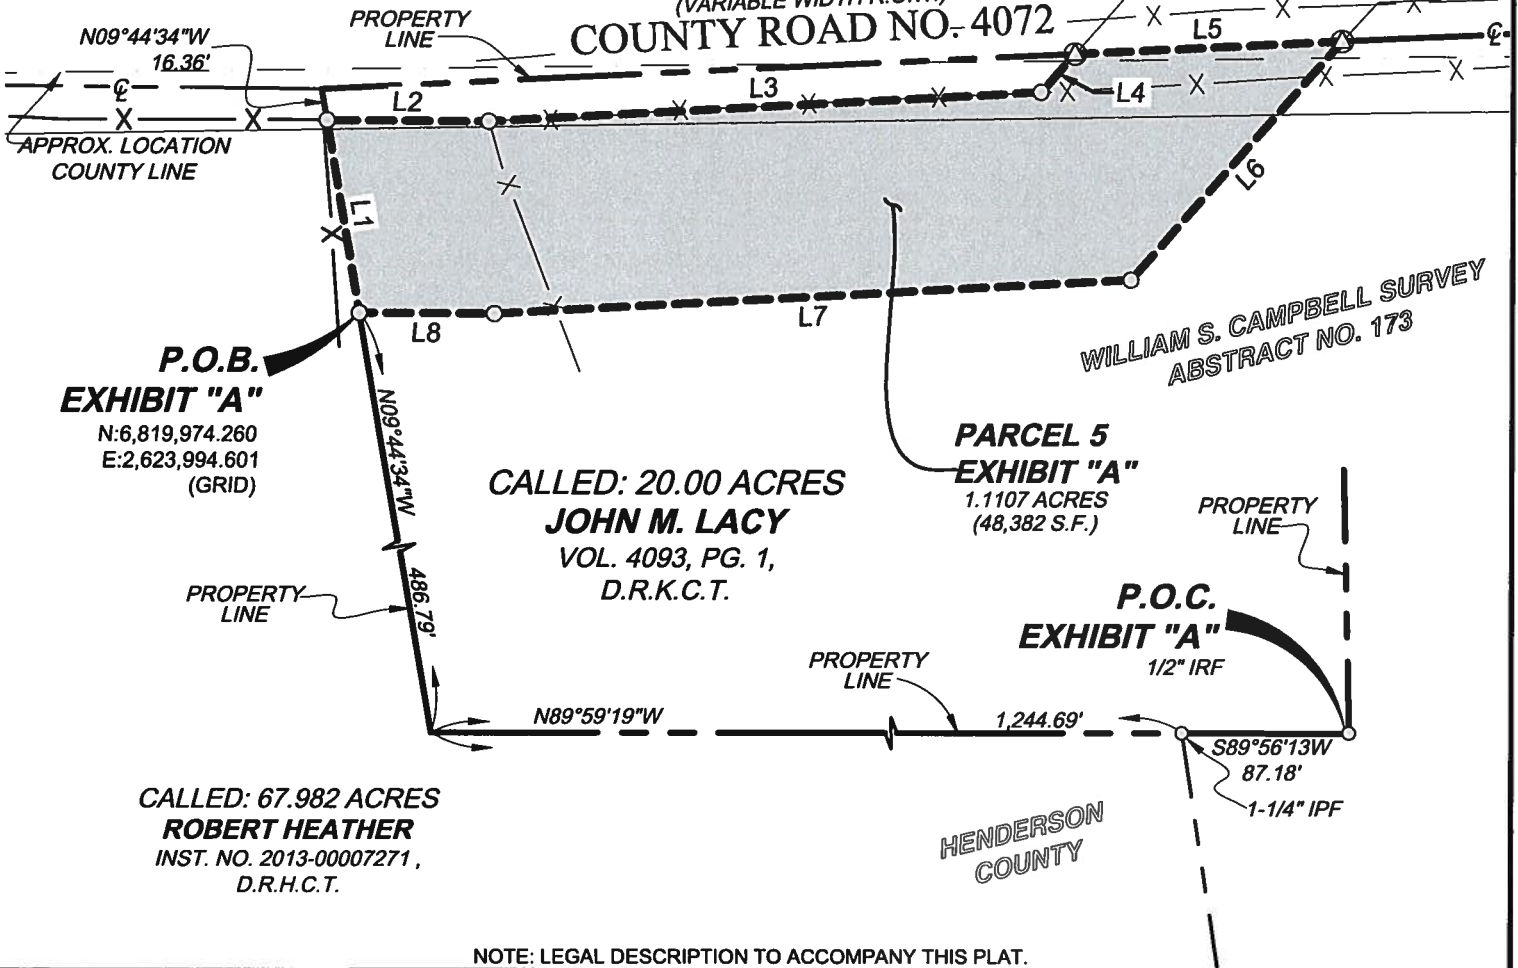 (VARIABLE WIDTH R.O.W.)
COUNTY ROAD NO. 4072
PROPERTY
LINE
N09°44'34"W
16.36'
L5
℄
℄
L2
L3
L4
APPROX. LOCATION
COUNTY LINE
L1
L6
L8
L7
WILLIAM S. CAMPBELL SURVEY
ABSTRACT NO. 173
P.O.B.
EXHIBIT "A"
N:6,819,974.260
E:2,623,994.601
(GRID)
N09°44'34"W
486.79'
CALLED: 20.00 ACRES
JOHN M. LACY
VOL. 4093, PG. 1,
D.R.K.C.T.
PARCEL 5
EXHIBIT "A"
1.1107 ACRES
(48,382 S.F.)
PROPERTY
LINE
PROPERTY
LINE
P.O.C.
EXHIBIT "A"
1/2" IRF
PROPERTY
LINE
N89°59'19"W
1,244.69'
S89°56'13W
87.18'
1-1/4" IPF
CALLED: 67.982 ACRES
ROBERT HEATHER
INST. NO. 2013-00007271 ,
D.R.H.C.T.
HENDERSON
COUNTY
NOTE: LEGAL DESCRIPTION TO ACCOMPANY THIS PLAT.